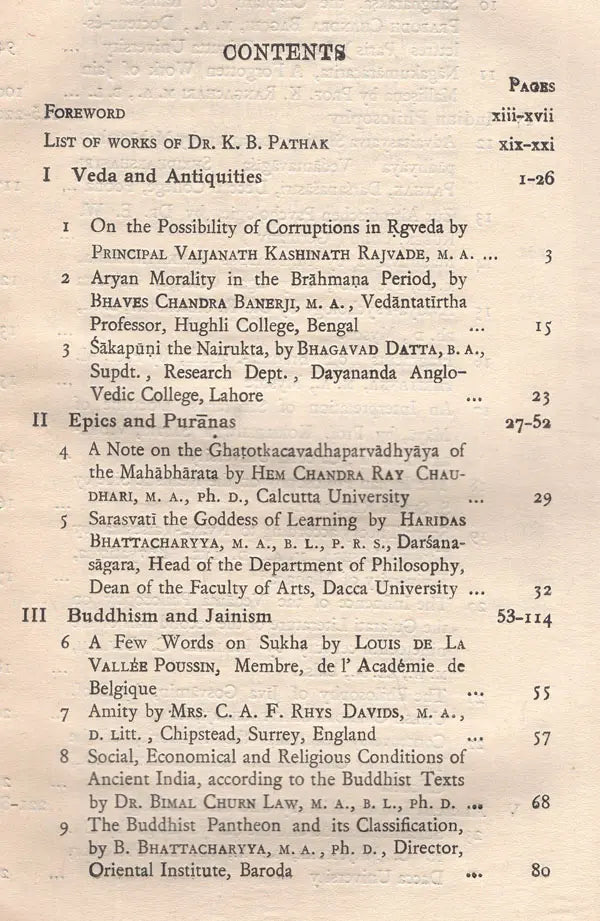 CONTENTS
PAGES
FOREWORD xiii-xvii
LIST OF WORKS OF DR. K. B. PATHAK xix-xxi
I Veda and Antiquities 1-26
1 On the Possibility of Corruptions in Ṛgveda by
PRINCIPAL VAIJANATH KASHINATH RAJVADE, M. A. ... 3
2 Aryan Morality in the Brāhmaṇa Period, by
BHAVES CHANDRA BANERJI, M. A., Vedāntatīrtha
Professor, Hughli College, Bengal ... 15
3 Śākapūṇi the Nairukta, by BHAGAVAD DATTA, B. A.,
Supdt., Research Dept., Dayananda Anglo-
Vedic College, Lahore ... 23
II Epics and Purāṇas 27-52
4 A Note on the Ghaṭotkacavadhaparvādhyāya of
the Mahābhārata by HEM CHANDRA RAY CHAU-
DHARI, M. A., Ph. D., Calcutta University ... 29
5 Sarasvatī the Goddess of Learning by HARIDAS
BHATTACHARYYA, M. A., B. L., P. R. S., Darśana-
sāgara, Head of the Department of Philosophy,
Dean of the Faculty of Arts, Dacca University ... 32
III Buddhism and Jainism 53-114
6 A Few Words on Sukha by LOUIS DE LA
VALLÉE POUSSIN, Membre, de l' Académie de
Belgique ... 55
7 Amity by MRS. C. A. F. RHYS DAVIDS, M. A.,
D. Litt., Chipstead, Surrey, England ... 57
8 Social, Economical and Religious Conditions of
Ancient India, according to the Buddhist Texts
by DR. BIMAL CHURN LAW, M. A., B. L., Ph. D. ... 68
9 The Buddhist Pantheon and its Classification,
by B. BHATTACHARYYA, M. A., Ph. D., Director,
Oriental Institute, Baroda ... 80